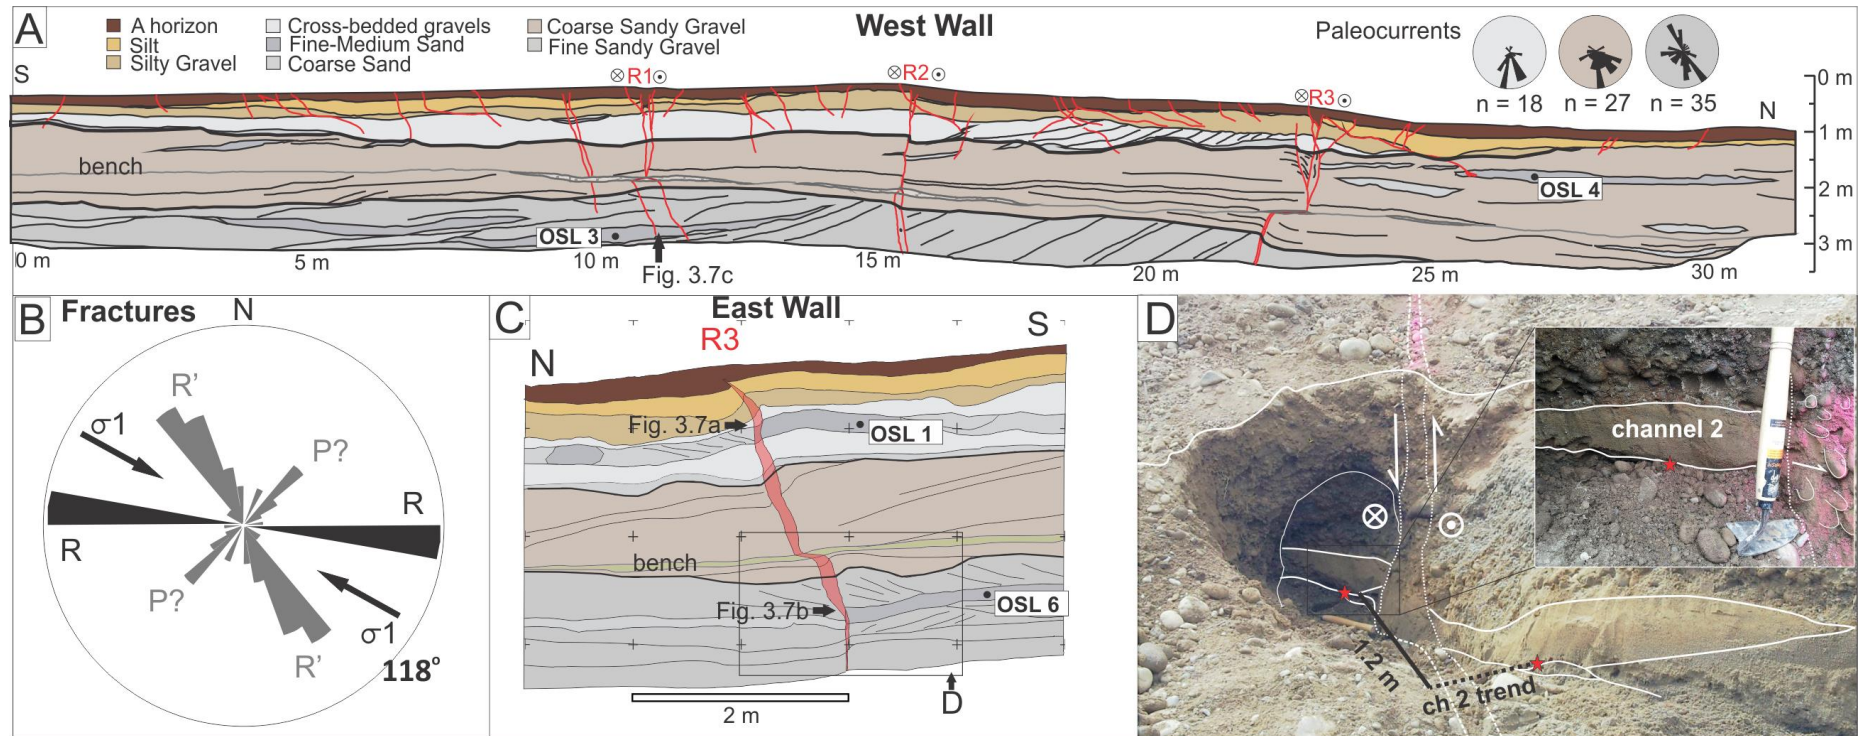 A
West Wall
A horizon
Silt
Silty Gravel
Cross-bedded gravels
Fine-Medium Sand
Coarse Sand
Coarse Sandy Gravel
Fine Sandy Gravel
Paleocurrents
n = 18
n = 27
n = 35
S
R1
R2
R3
N
0 m
1 m
2 m
3 m
bench
OSL 3
OSL 4
Fig. 3.7c
0 m
5 m
10 m
15 m
20 m
25 m
30 m
B
Fractures
N
R'
σ1
P?
R
R
P?
σ1
R'
118°
C
East Wall
R3
N
S
Fig. 3.7a
OSL 1
bench
Fig. 3.7b
OSL 6
D
2 m
D
channel 2
1.2 m
ch 2 trend